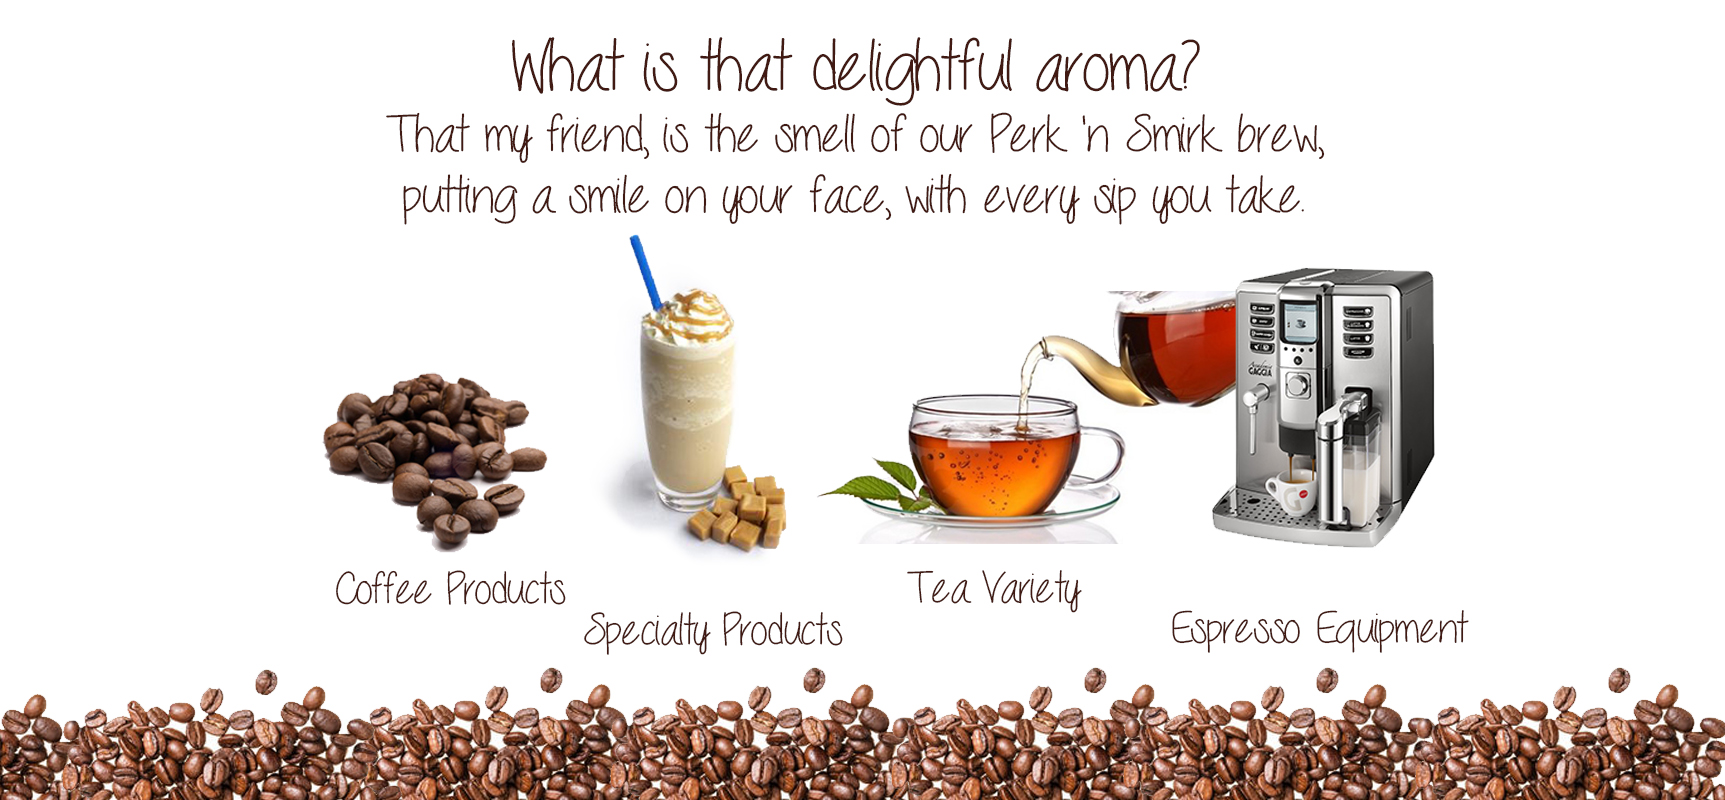 What is that delightful aroma?
That my friend, is the smell of our Perk 'n Smirk brew,
putting a smile on your face, with every sip you take.
GAGGIA
Coffee Products
Tea Variety
Specialty Products
Espresso Equipment